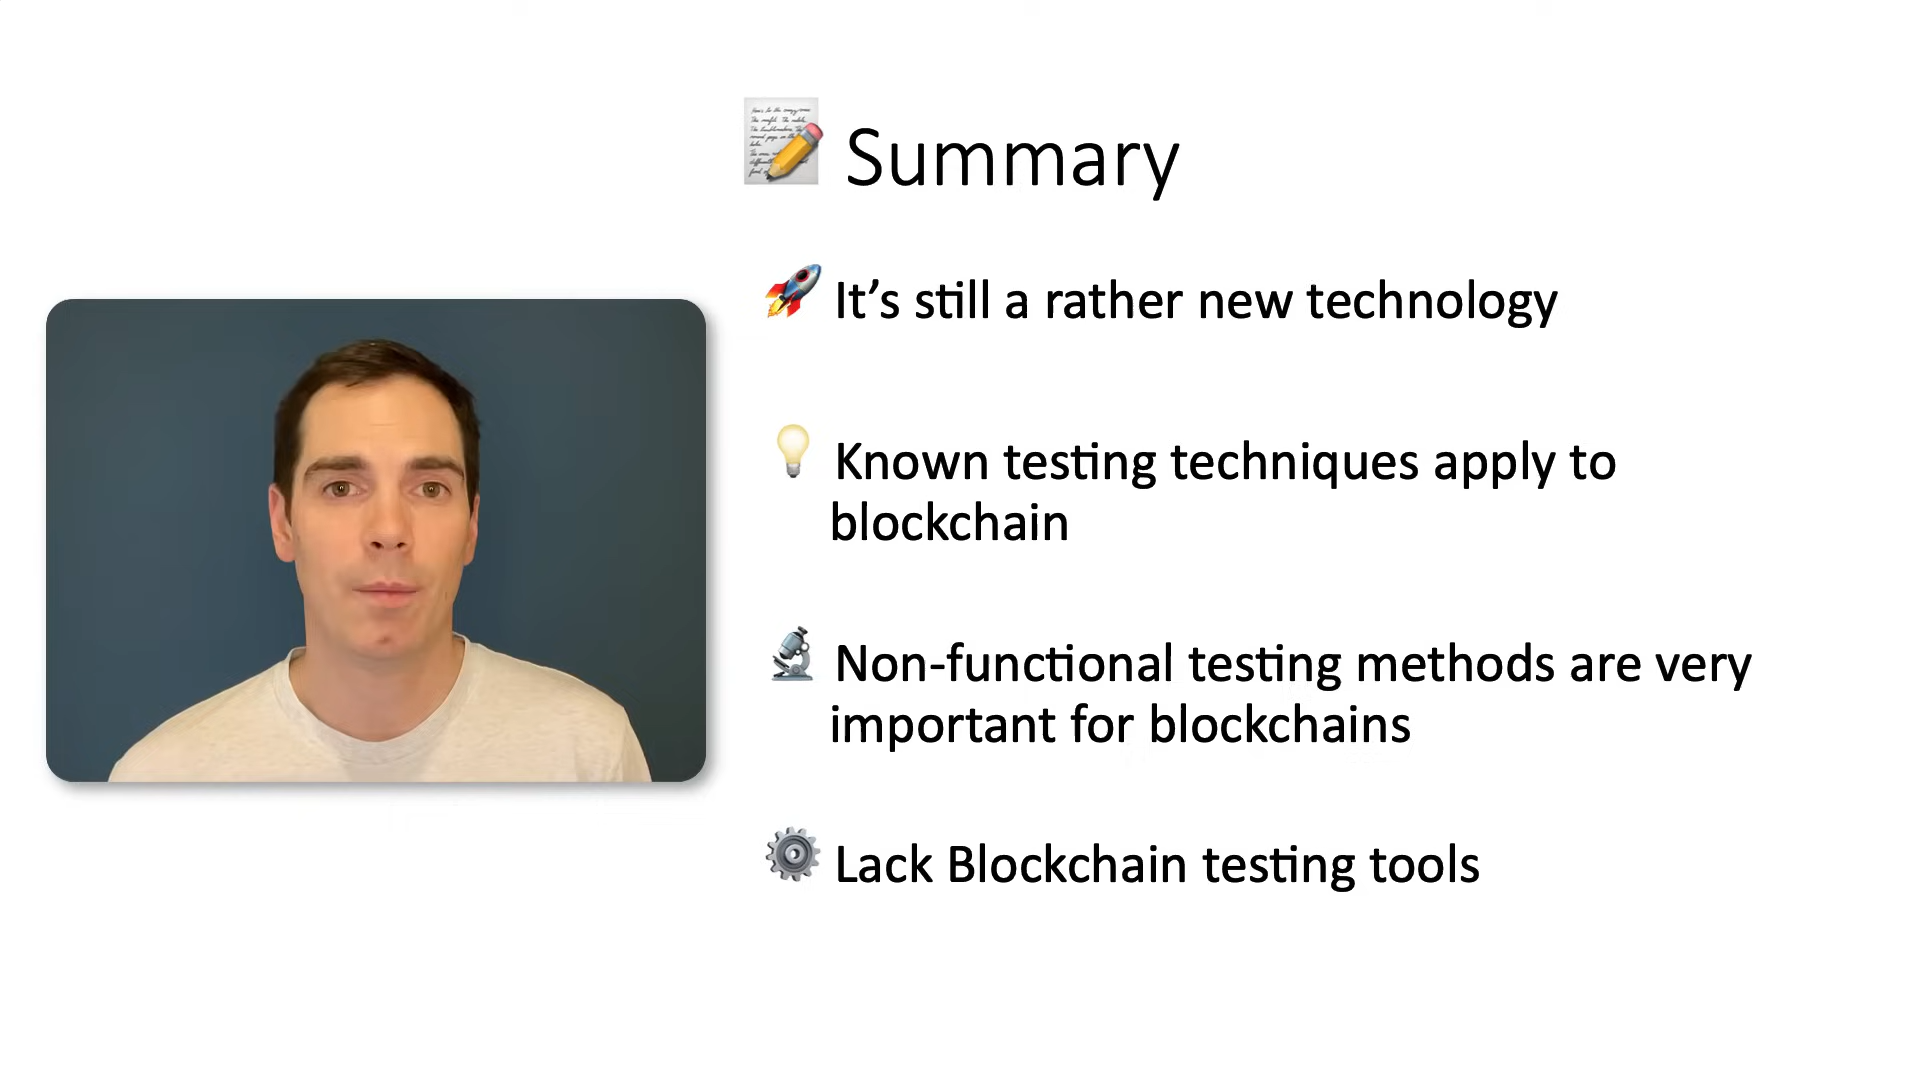 Summary
It’s still a rather new technology
Known testing techniques apply to
blockchain
Non-functional testing methods are very
important for blockchains
Lack Blockchain testing tools